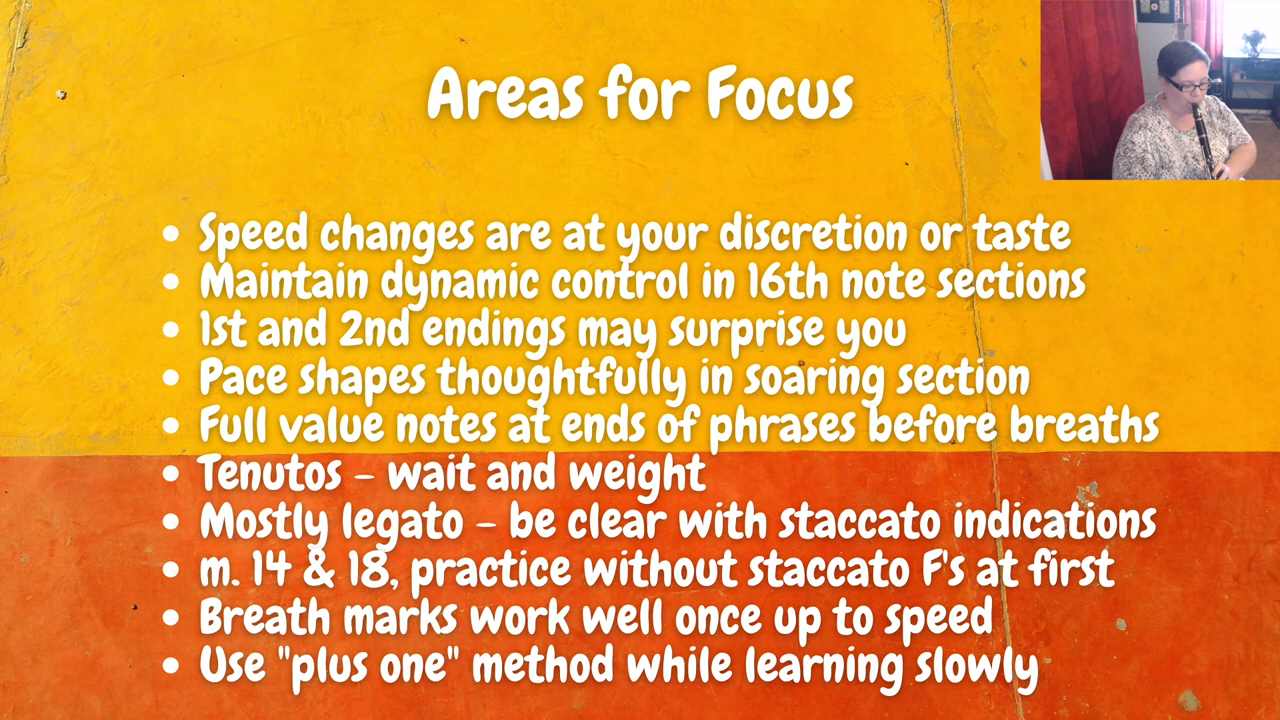 Areas for Focus
• Speed changes are at your discretion or taste
• Maintain dynamic control in 16th note sections
• 1st and 2nd endings may surprise you
• Pace shapes thoughtfully in soaring section
• Full value notes at ends of phrases before breaths
• Tenutos – wait and weight
• Mostly legato – be clear with staccato indications
• m. 14 & 18, practice without staccato F's at first
• Breath marks work well once up to speed
• Use "plus one" method while learning slowly